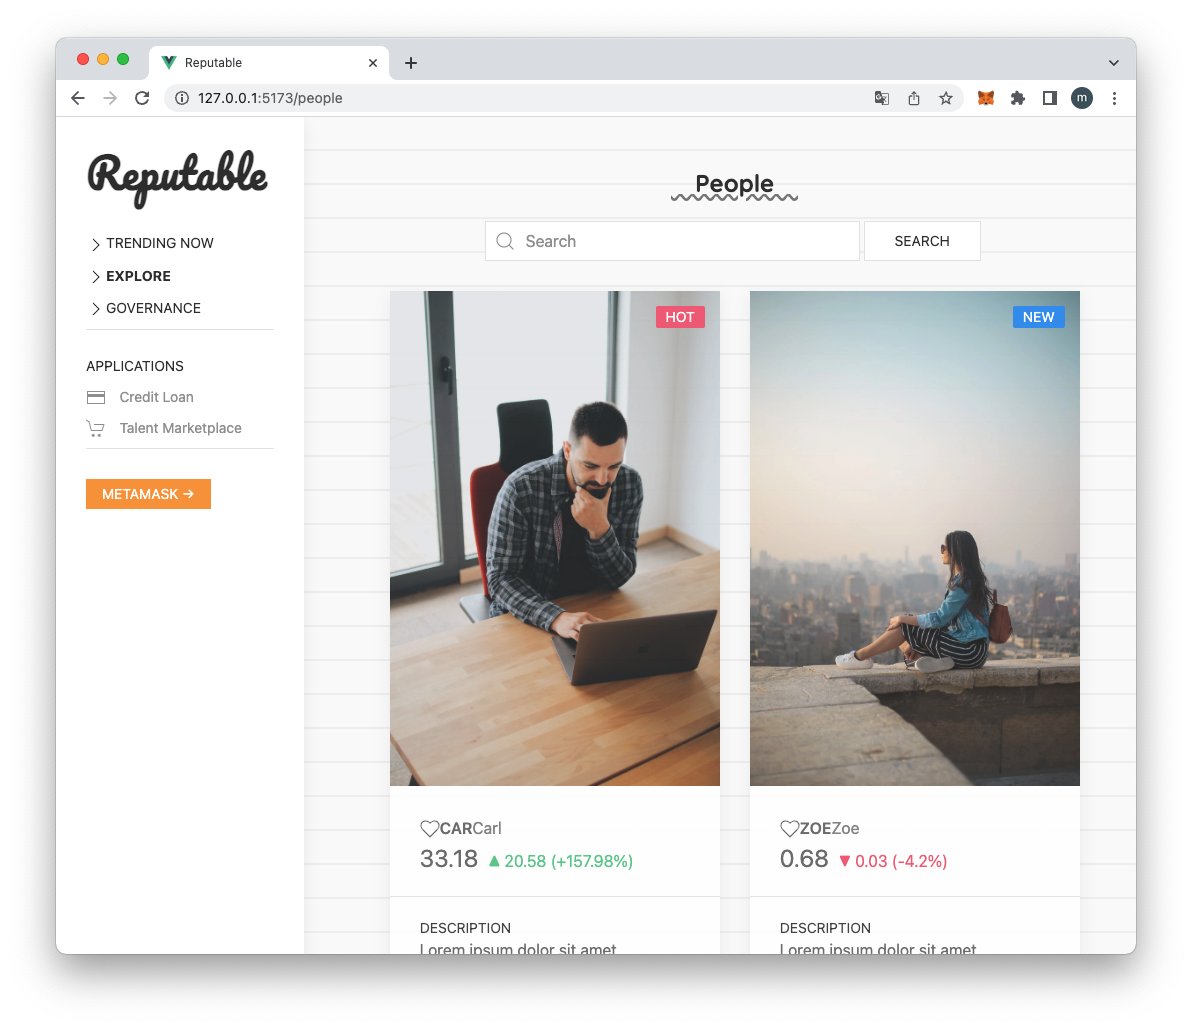 Reputable
127.0.0.1:5173/people
m
Reputable
TRENDING NOW
EXPLORE
GOVERNANCE
APPLICATIONS
Credit Loan
Talent Marketplace
METAMASK →
People
Search
SEARCH
HOT
CARCarl
33.18 ▲ 20.58 (+157.98%)
DESCRIPTION
Lorem ipsum dolor sit amet
NEW
ZOEZoe
0.68 ▼ 0.03 (-4.2%)
DESCRIPTION
Lorem ipsum dolor sit amet